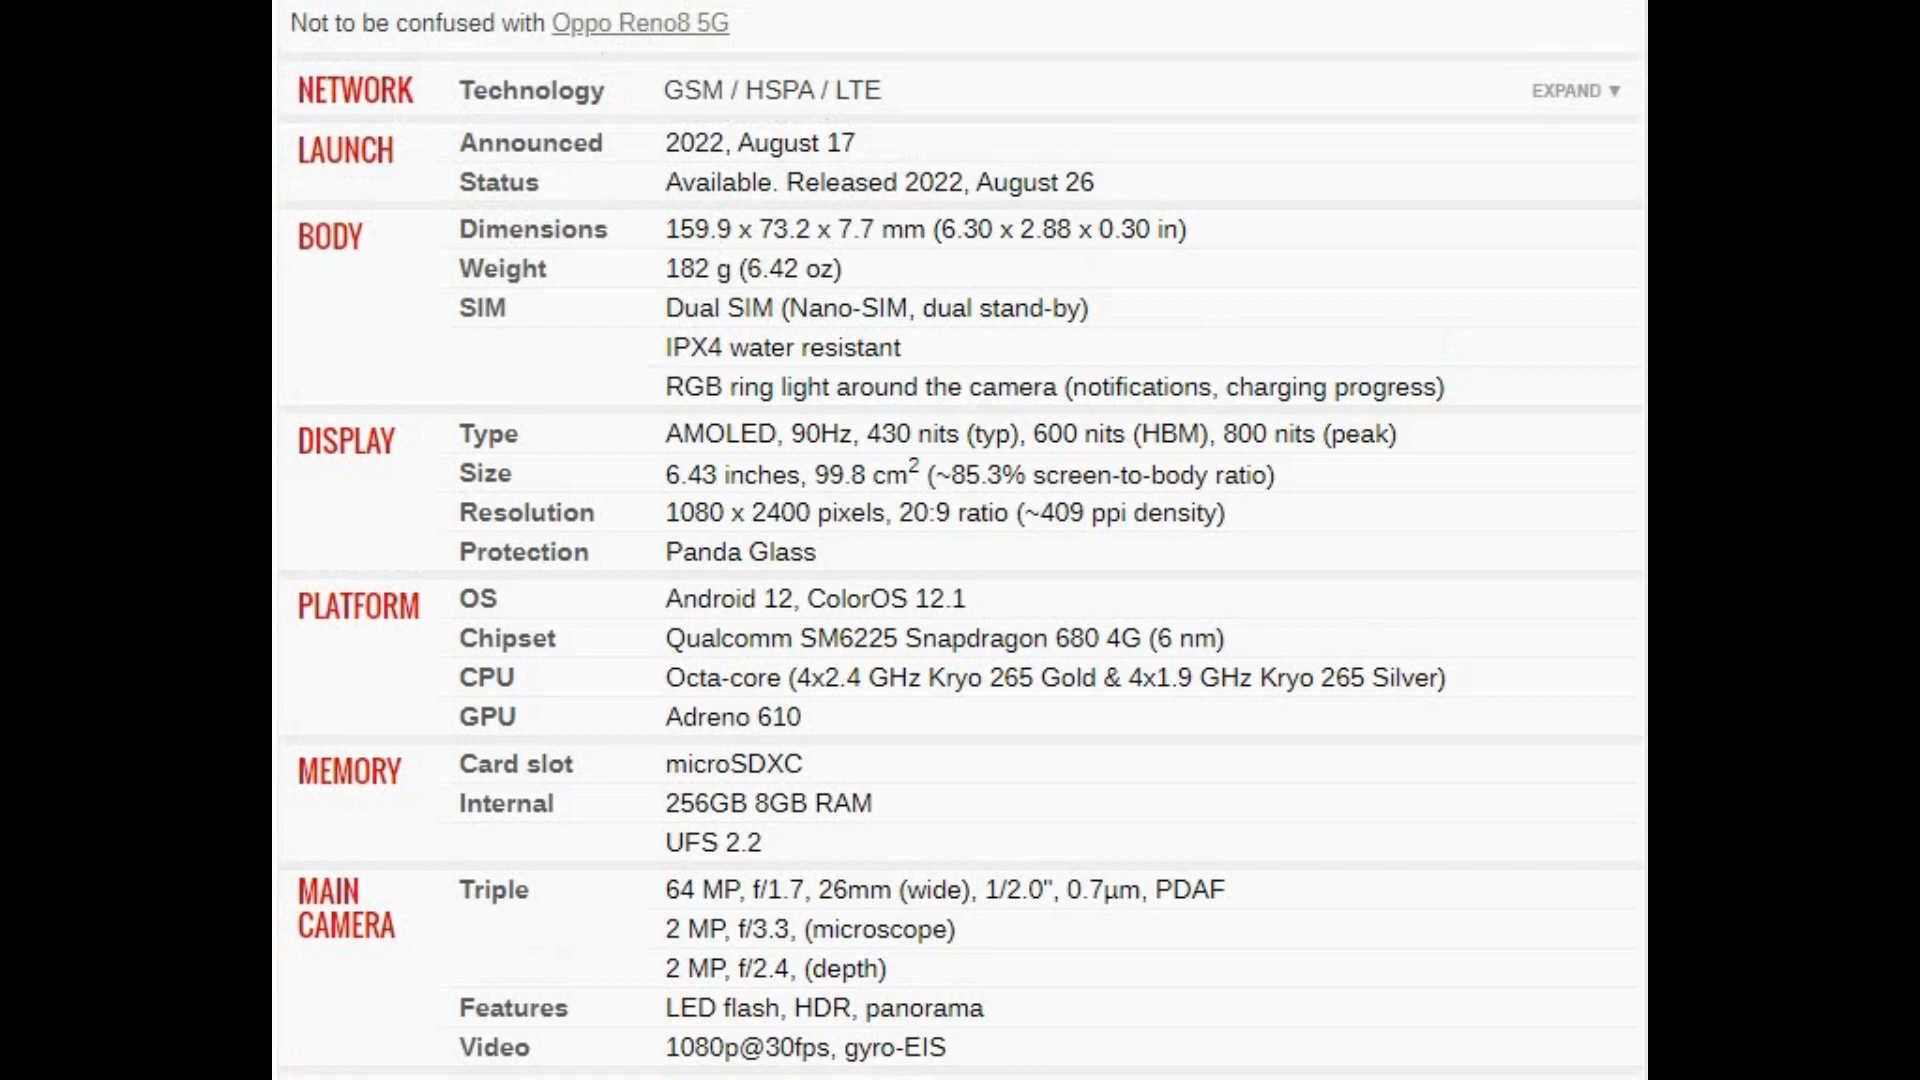 Not to be confused with Oppo Reno8 5G
NETWORK Technology GSM / HSPA / LTE EXPAND ▼
LAUNCH Announced 2022, August 17
Status Available. Released 2022, August 26
BODY Dimensions 159.9 x 73.2 x 7.7 mm (6.30 x 2.88 x 0.30 in)
Weight 182 g (6.42 oz)
SIM Dual SIM (Nano-SIM, dual stand-by)
IPX4 water resistant
RGB ring light around the camera (notifications, charging progress)
DISPLAY Type AMOLED, 90Hz, 430 nits (typ), 600 nits (HBM), 800 nits (peak)
Size 6.43 inches, 99.8 cm² (~85.3% screen-to-body ratio)
Resolution 1080 x 2400 pixels, 20:9 ratio (~409 ppi density)
Protection Panda Glass
PLATFORM OS Android 12, ColorOS 12.1
Chipset Qualcomm SM6225 Snapdragon 680 4G (6 nm)
CPU Octa-core (4x2.4 GHz Kryo 265 Gold & 4x1.9 GHz Kryo 265 Silver)
GPU Adreno 610
MEMORY Card slot microSDXC
Internal 256GB 8GB RAM
UFS 2.2
MAIN CAMERA Triple 64 MP, f/1.7, 26mm (wide), 1/2.0", 0.7µm, PDAF
2 MP, f/3.3, (microscope)
2 MP, f/2.4, (depth)
Features LED flash, HDR, panorama
Video 1080p@30fps, gyro-EIS